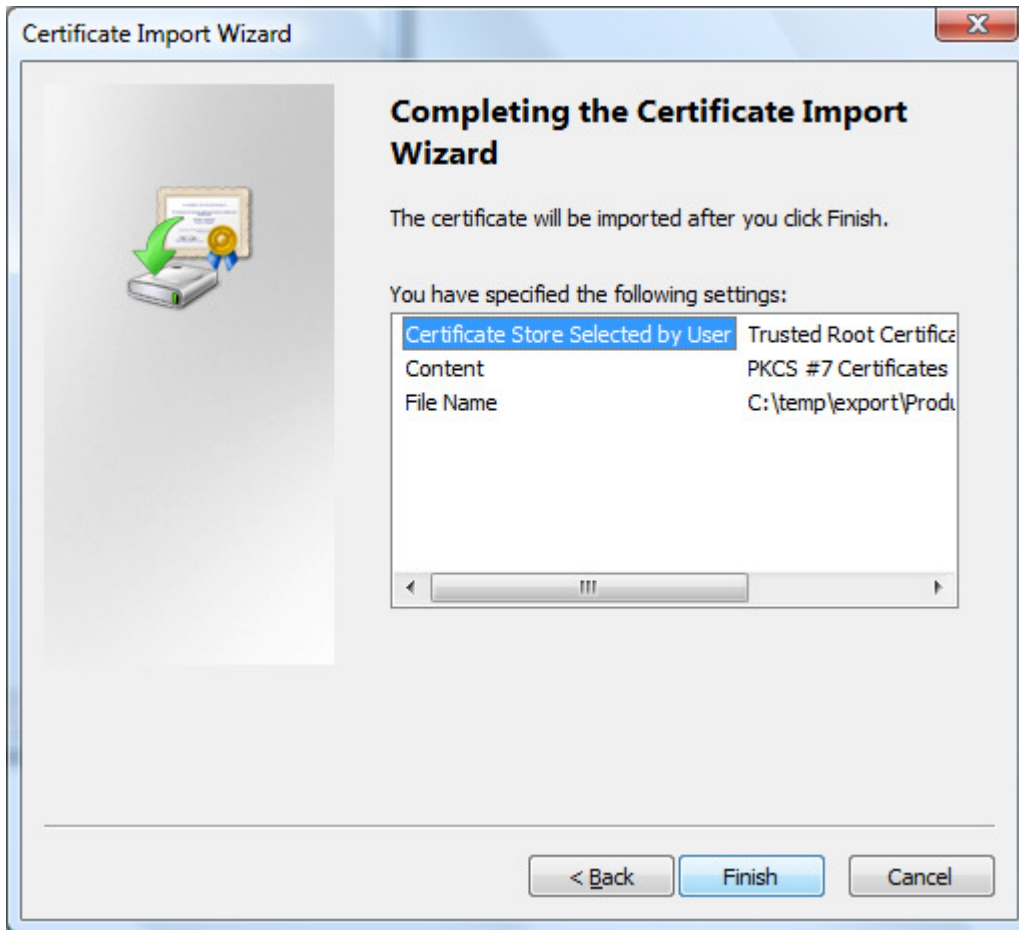 Certificate Import Wizard
Completing the Certificate Import
Wizard
The certificate will be imported after you click Finish.
You have specified the following settings:
Certificate Store Selected by User Trusted Root Certifica
Content PKCS #7 Certificates
File Name C:\temp\export\Produ
< Back Finish Cancel